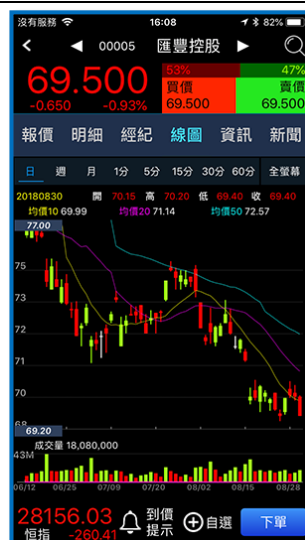 沒有服務 16:08 82%
00005 匯豐控股
69.500 53% 47%
買價 賣價
-0.650 -0.93% 69.500 69.500
報價 明細 經紀 線圖 資訊 新聞
日 週 月 1分 5分 15分 30分 60分 全螢幕
20180830 開 70.15 高 70.20 低 69.40 收 69.40
均價10 69.99 均價20 71.14 均價50 72.57
77.00
75
73
72
71
70
68
69.20
成交量 18,080,000
43M
06/12 06/25 07/09 07/20 08/02 08/15 08/28
28156.03 到價 自選 下單
恒指 -260.41 提示